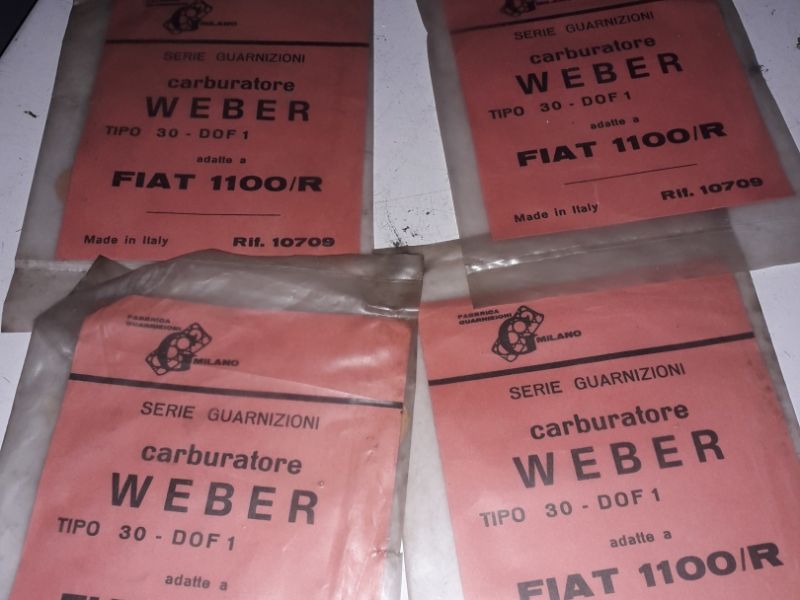 MILANO
SERIE GUARNIZIONI
carburatore
WEBER
TIPO 30 - DOF 1
adatte a
FIAT 1100/R
Made in Italy Rif. 10709
MILANO
SERIE GUARNIZIONI
carburatore
WEBER
TIPO 30 - DOF 1
adatte a
FIAT 1100/R
Made in Italy Rif. 10709
FABBRICA
GUARNIZIONI
MILANO
SERIE GUARNIZIONI
carburatore
WEBER
TIPO 30 - DOF 1
adatte a
FABBRICA
GUARNIZIONI
MILANO
SERIE GUARNIZIONI
carburatore
WEBER
TIPO 30 - DOF 1
adatte a
FIAT 1100/R